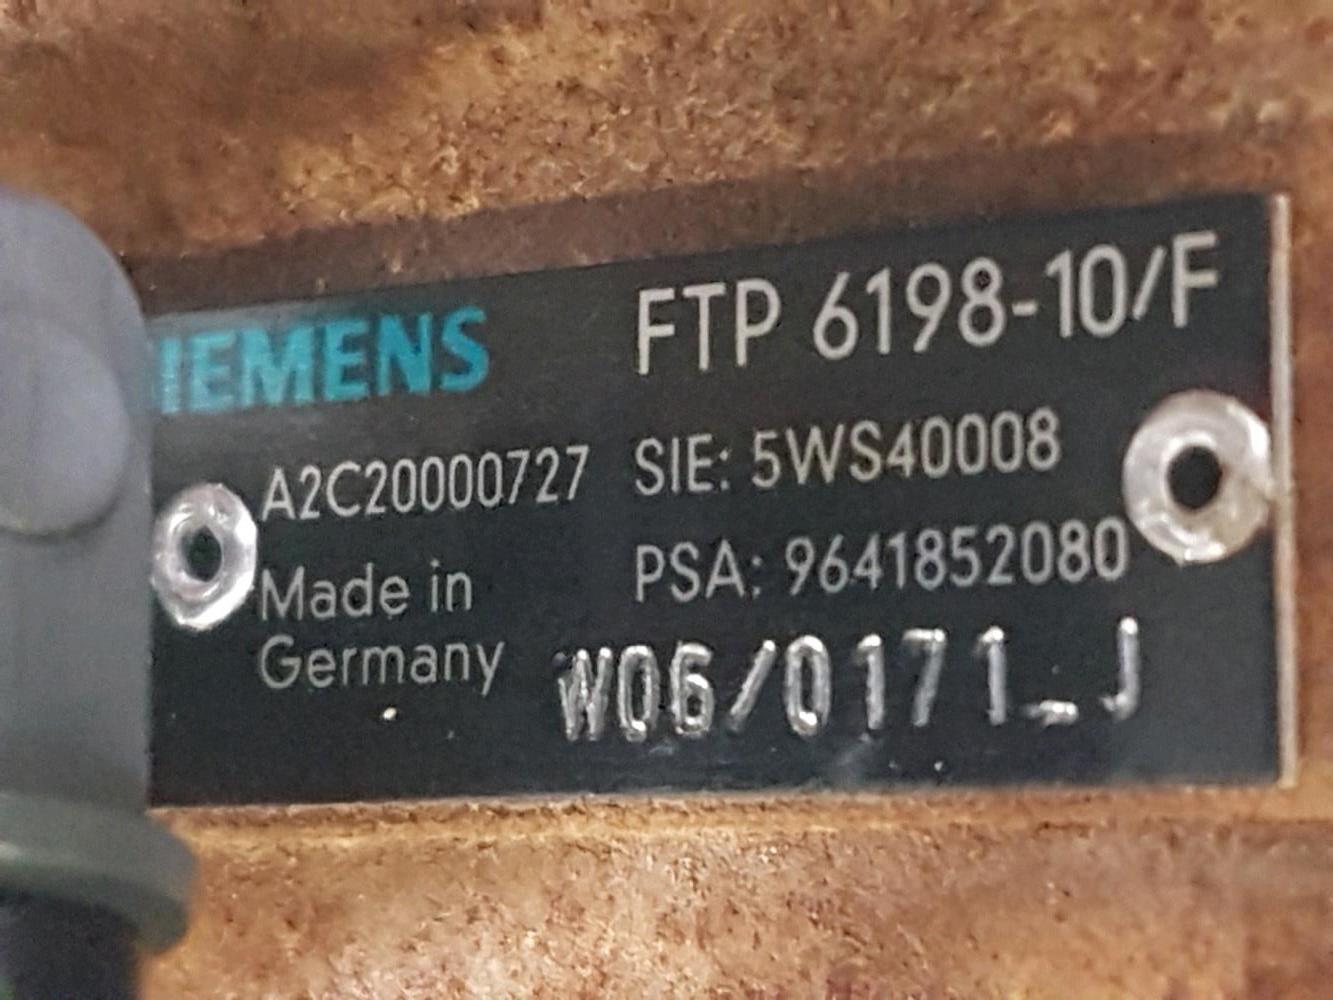 IEMENS FTP 6198-10/F
A2C20000727 SIE: 5WS40008
Made in PSA: 9641852080
Germany W06/0171_J